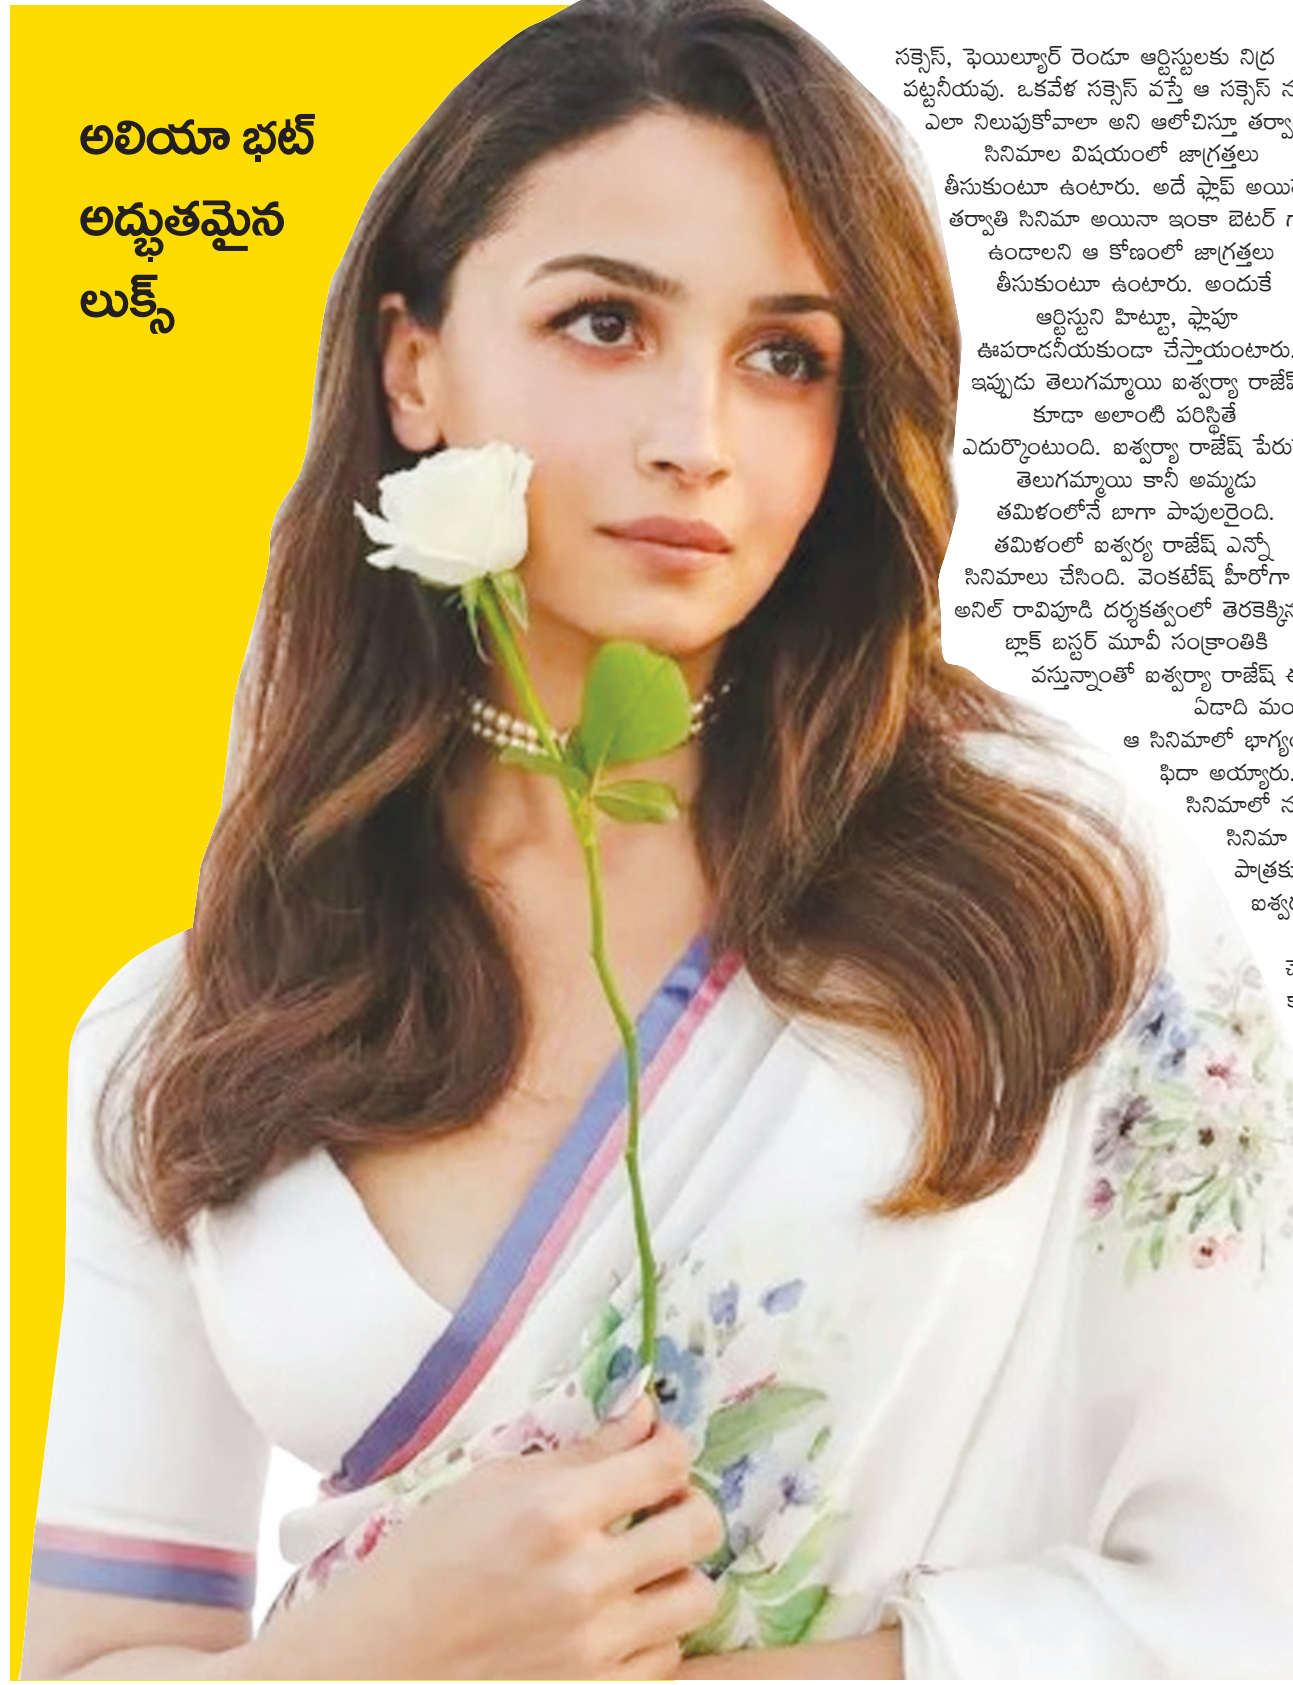 అలియా భట్
అద్భుతమైన
లుక్స్
సక్సెస్, ఫెయిల్యూర్ రెండూ ఆర్టిస్టులకు నిద్ర
పట్టనీయవు. ఒకవేళ సక్సెస్ వస్తే ఆ సక్సెస్
ఎలా నిలుపుకోవాలా అని ఆలోచిస్తూ
సినిమాల విషయంలో జాగ్రత్తలు
తీసుకుంటూ ఉంటారు. అదే ఫ్లాప్
తర్వాతి సినిమా అయినా ఇంకా బెటర్
ఉండాలని ఆ కోణంలో జాగ్రత్తలు
తీసుకుంటూ ఉంటారు. అందుకే
ఆర్టిస్టుని హిట్టూ, ఫ్లాపూ
ఊపరాడనీయకుండా చేస్తాయంటారు.
ఇప్పుడు తెలుగమ్మాయి ఐశ్వర్యా రాజేష్
కూడా అలాంటి పరిస్థితే
ఎదుర్కొంటుంది. ఐశ్వర్యా రాజేష్
తెలుగమ్మాయి కానీ అమ్మడు
తమిళంలోనే బాగా పాపులరైంది.
తమిళంలో ఐశ్వర్య రాజేష్ ఎన్నో
సినిమాలు చేసింది. వెంకటేష్ హీరోగా
అనిల్ రావిపూడి దర్శకత్వంలో
బ్లాక్ బస్టర్ మూవీ సంక్రాంతికి
వస్తున్నాంతో ఐశ్వర్యా రాజేష్
ఏడాది
ఆ సినిమాలో
ఫిదా అయ్యారు.
సినిమాలో
సినిమా